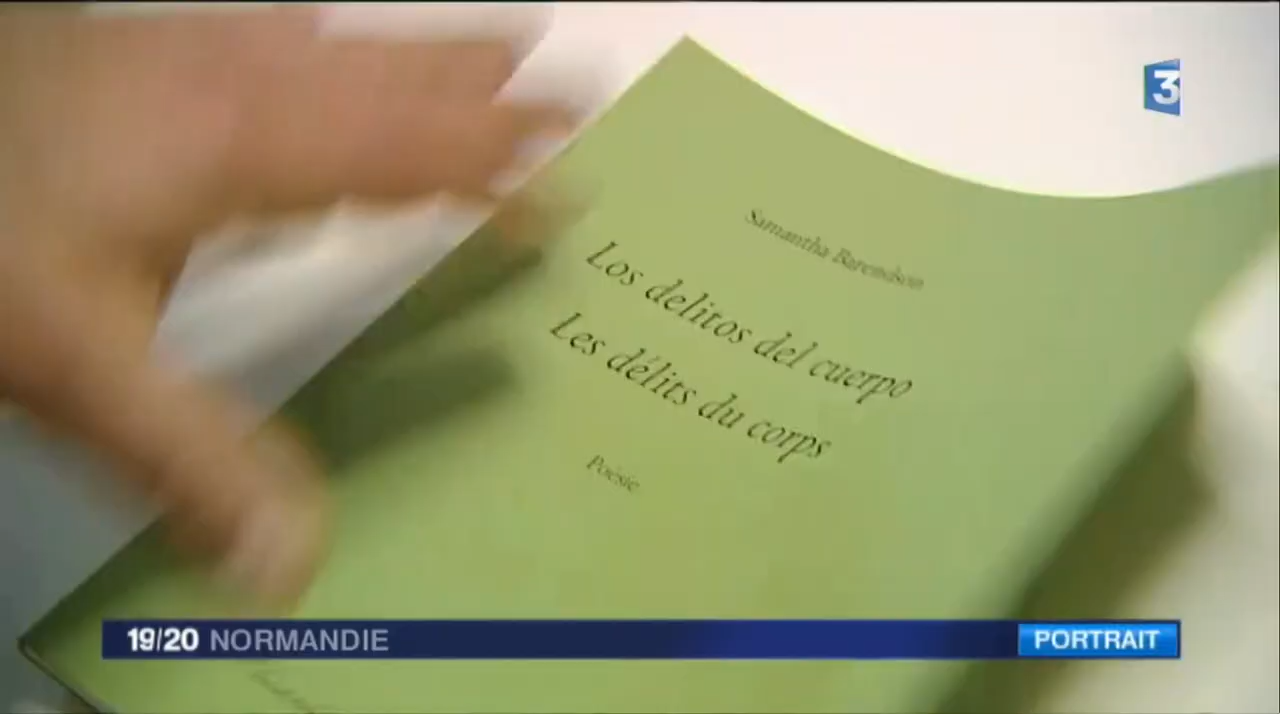 3
Samantha Barendson
Los delitos del cuerpo
Les délits du corps
Poésie
19/20 NORMANDIE
PORTRAIT